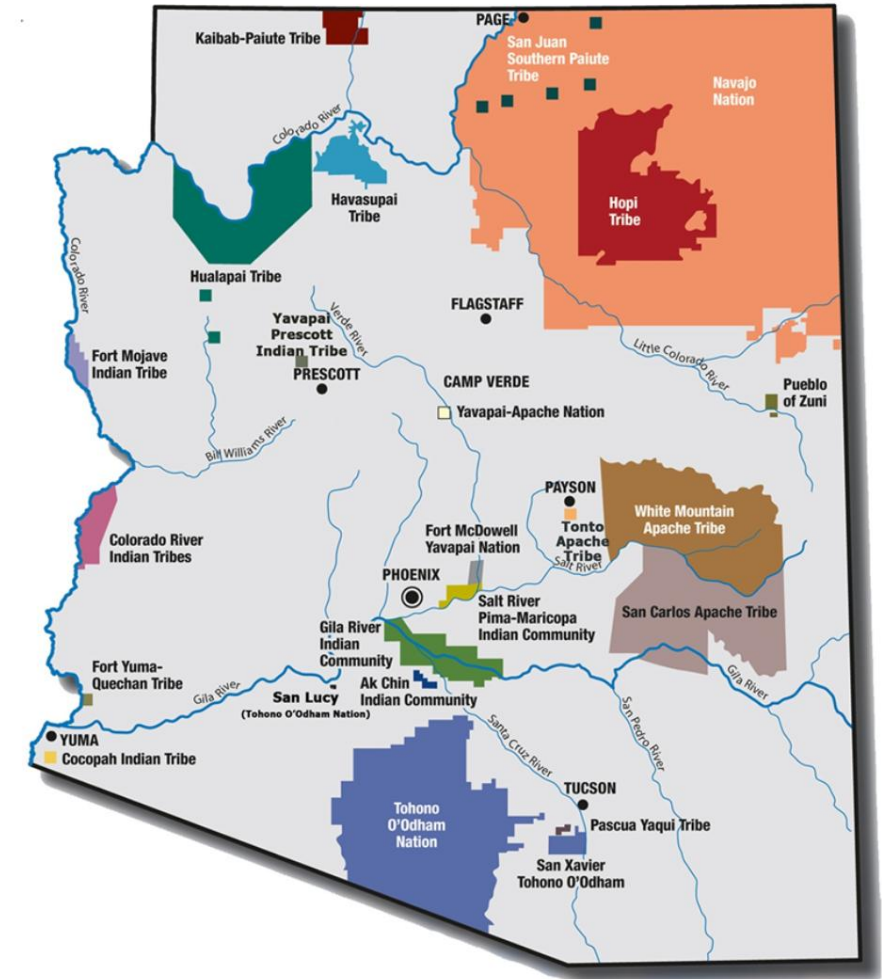 PAGE
Kaibab-Paiute Tribe
San Juan
Southern Paiute
Tribe
Navajo
Nation
Colorado River
Havasupai
Tribe
Hopi
Tribe
Colorado River
Hualapai Tribe
FLAGSTAFF
Yavapai
Prescott
Indian Tribe
Verde River
PRESCOTT
Fort Mojave
Indian Tribe
Little Colorado River
CAMP VERDE
Yavapai-Apache Nation
Pueblo
of Zuni
Bill Williams River
PAYSON
Tonto
Apache
Tribe
White Mountain
Apache Tribe
Colorado River
Indian Tribes
Fort McDowell
Yavapai Nation
Salt River
PHOENIX
Salt River
Pima-Maricopa
Indian Community
San Carlos Apache Tribe
Gila River
Indian
Community
Fort Yuma-
Quechan Tribe
Gila River
San Lucy
(Tohono O'Odham Nation)
Ak Chin
Indian Community
Gila River
San Pedro River
Santa Cruz River
YUMA
Cocopah Indian Tribe
TUCSON
Tohono
O'Odham
Nation
Pascua Yaqui Tribe
San Xavier
Tohono O'Odham